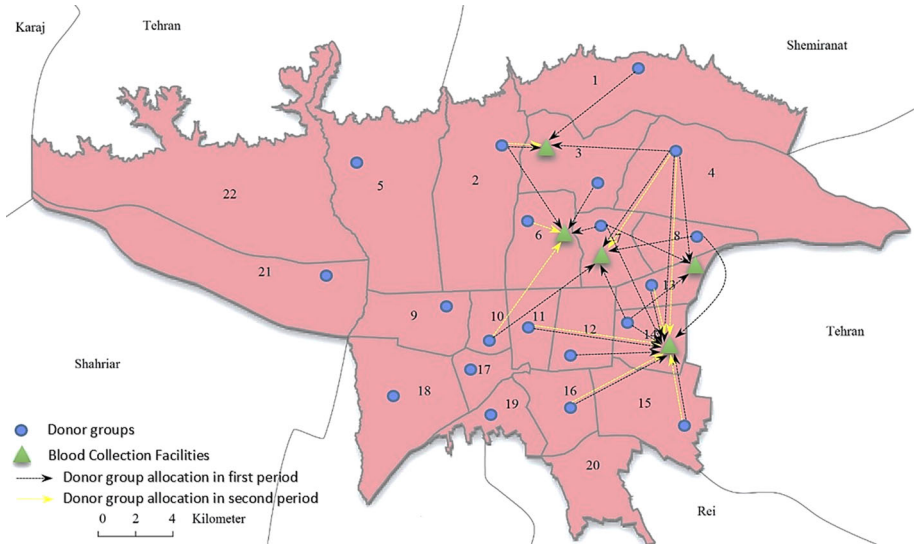 Karaj
Tehran
Shemiranat
1
3
4
2
5
22
6
7
8
21
13
9
10
11
12
14
Tehran
Shahriar
17
18
19
16
15
20
Donor groups
Blood Collection Facilities
Donor group allocation in first period
Donor group allocation in second period
0 2 4 Kilometer
Rei